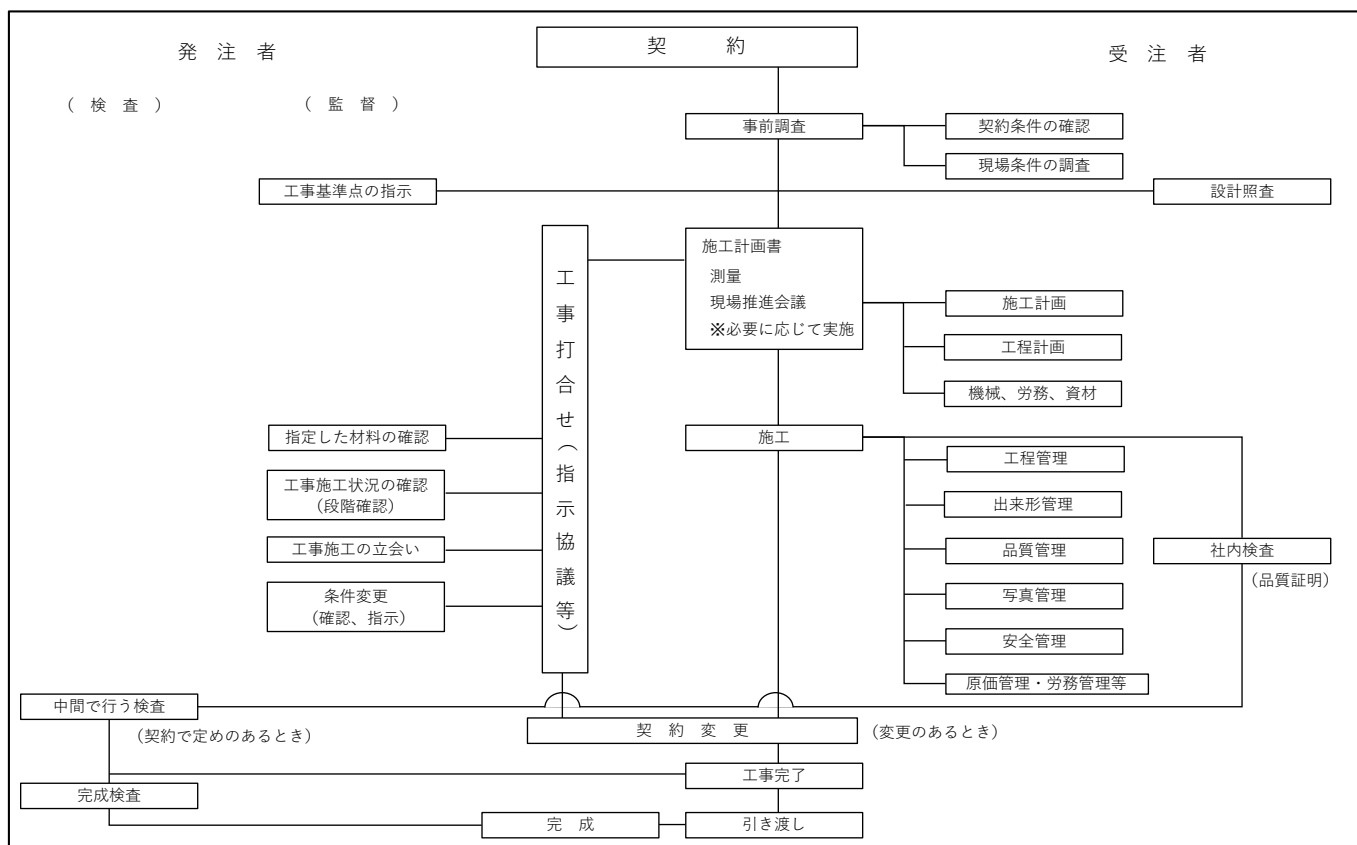 契　約
発　注　者
受　注　者
（　検　査　）
（　監　督　）
事前調査
契約条件の確認
現場条件の調査
工事基準点の指示
設計照査
工事打合せ（指示協議等）
施工計画書
測量
現場推進会議
※必要に応じて実施
施工計画
工程計画
機械、労務、資材
指定した材料の確認
施工
工程管理
工事施工状況の確認
（段階確認）
出来形管理
工事施工の立会い
品質管理
社内検査
（品質証明）
条件変更
（確認、指示）
写真管理
安全管理
原価管理・労務管理等
中間で行う検査
（契約で定めのあるとき）
契　約　変　更
（変更のあるとき）
工事完了
完成検査
完　成
引き渡し